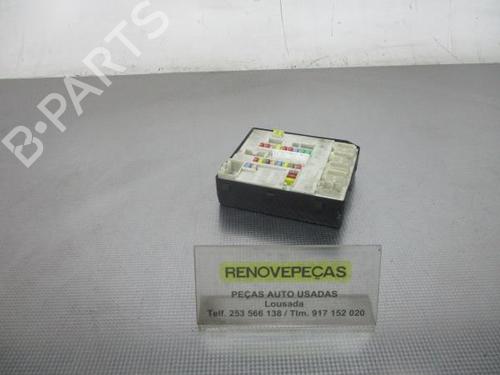 B-PARTS
RENOVEPEÇAS
PEÇAS AUTO USADAS
Lousada
Telf. 253 566 138 / Tlm. 917 152 020